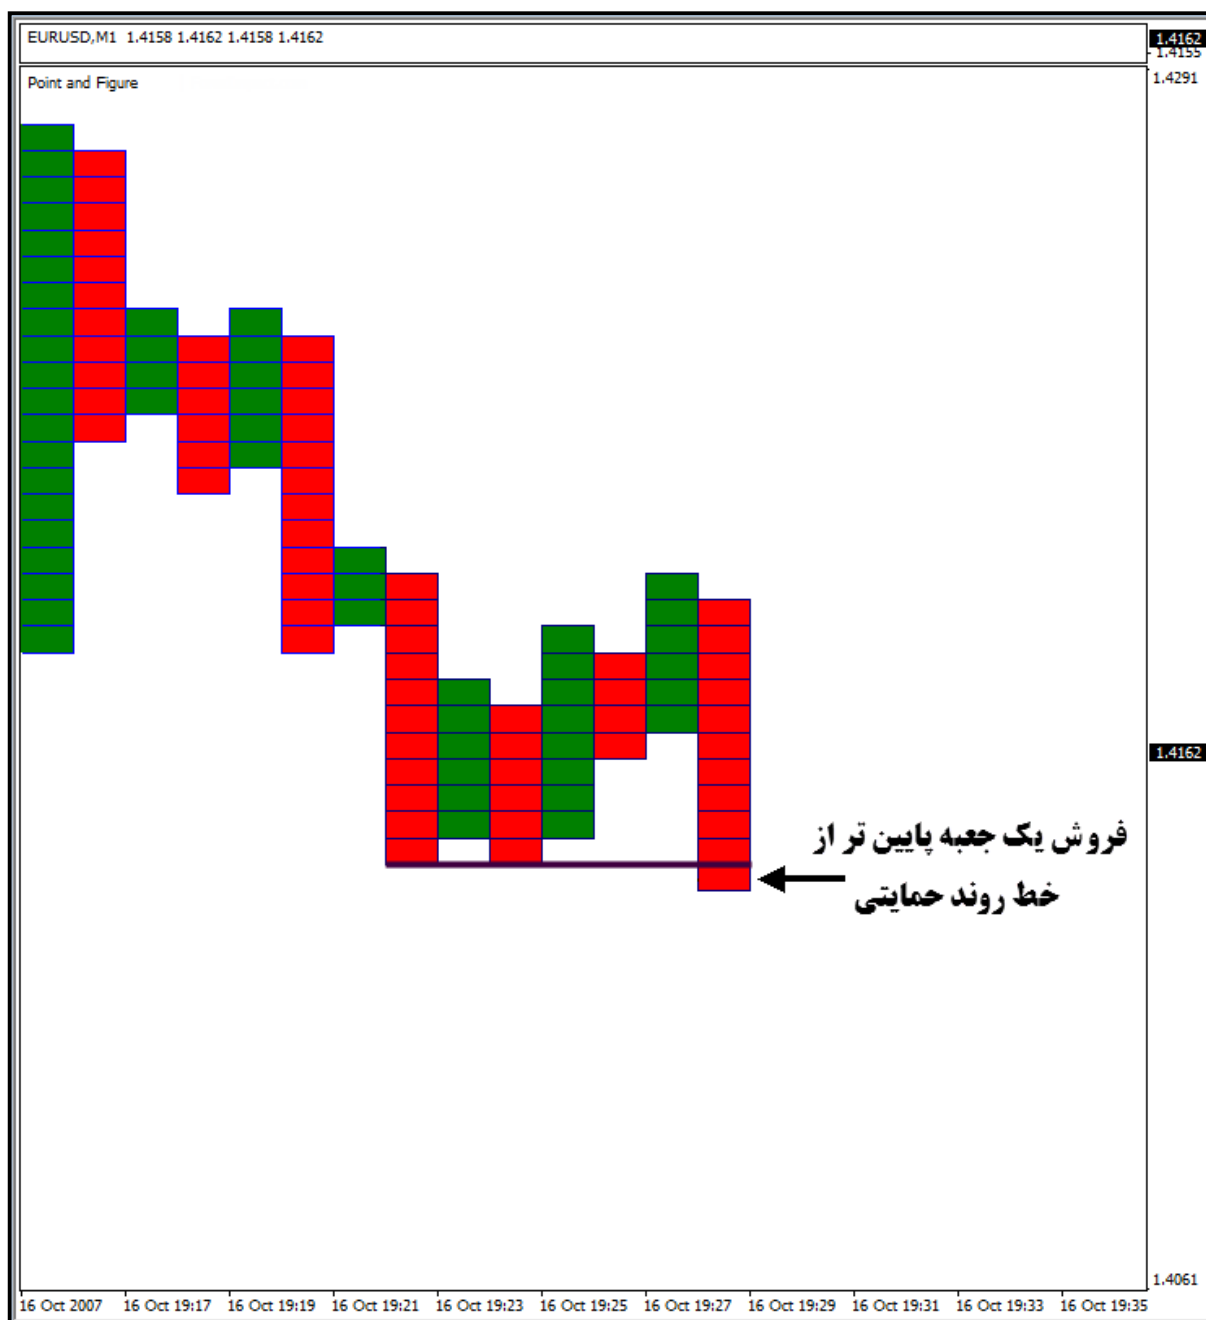 EURUSD,M1 1.4158 1.4162 1.4158 1.4162
1.4162
1.4155
Point and Figure
1.4291
1.4162
فروش یک جعبه پایین تر از
خط روند حمایتی
1.4061
16 Oct 2007 16 Oct 19:17 16 Oct 19:19 16 Oct 19:21 16 Oct 19:23 16 Oct 19:25 16 Oct 19:27 16 Oct 19:29 16 Oct 19:31 16 Oct 19:33 16 Oct 19:35